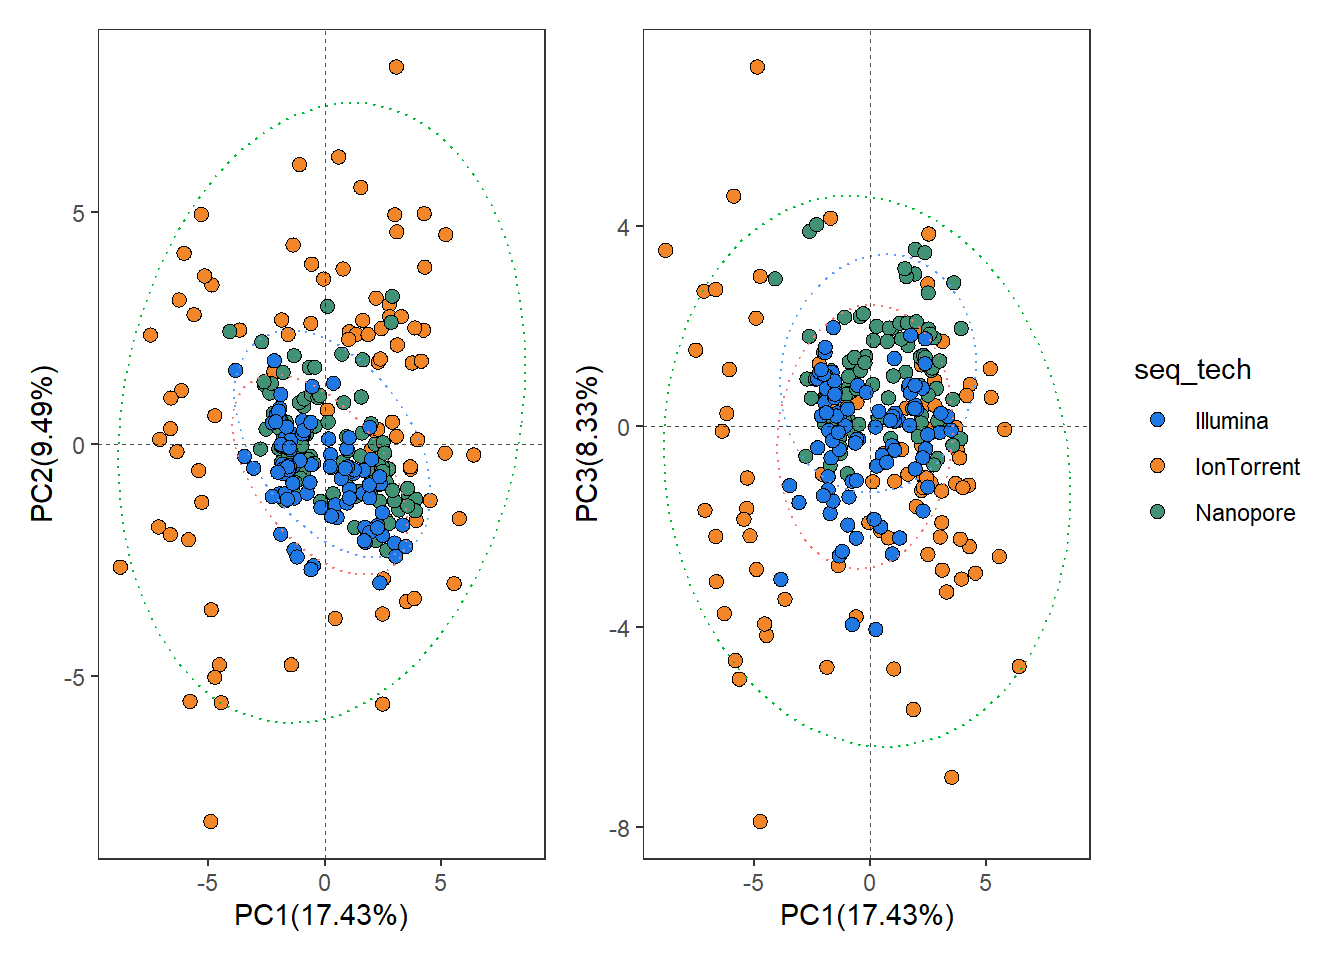 PC2(9.49%)
5
0
-5
-5
0
5
PC1(17.43%)
PC3(8.33%)
4
0
-4
-8
-5
0
5
PC1(17.43%)
seq_tech
Illumina
IonTorrent
Nanopore